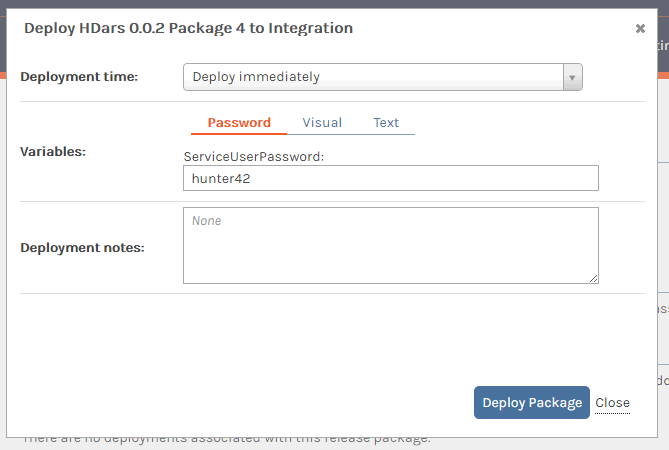 Deploy HDars 0.0.2 Package 4 to Integration
Deployment time:
Deploy immediately
Password Visual Text
Variables:
ServiceUserPassword:
hunter42
None
Deployment notes:
Deploy Package Close
There are no deployments associated with this release package.